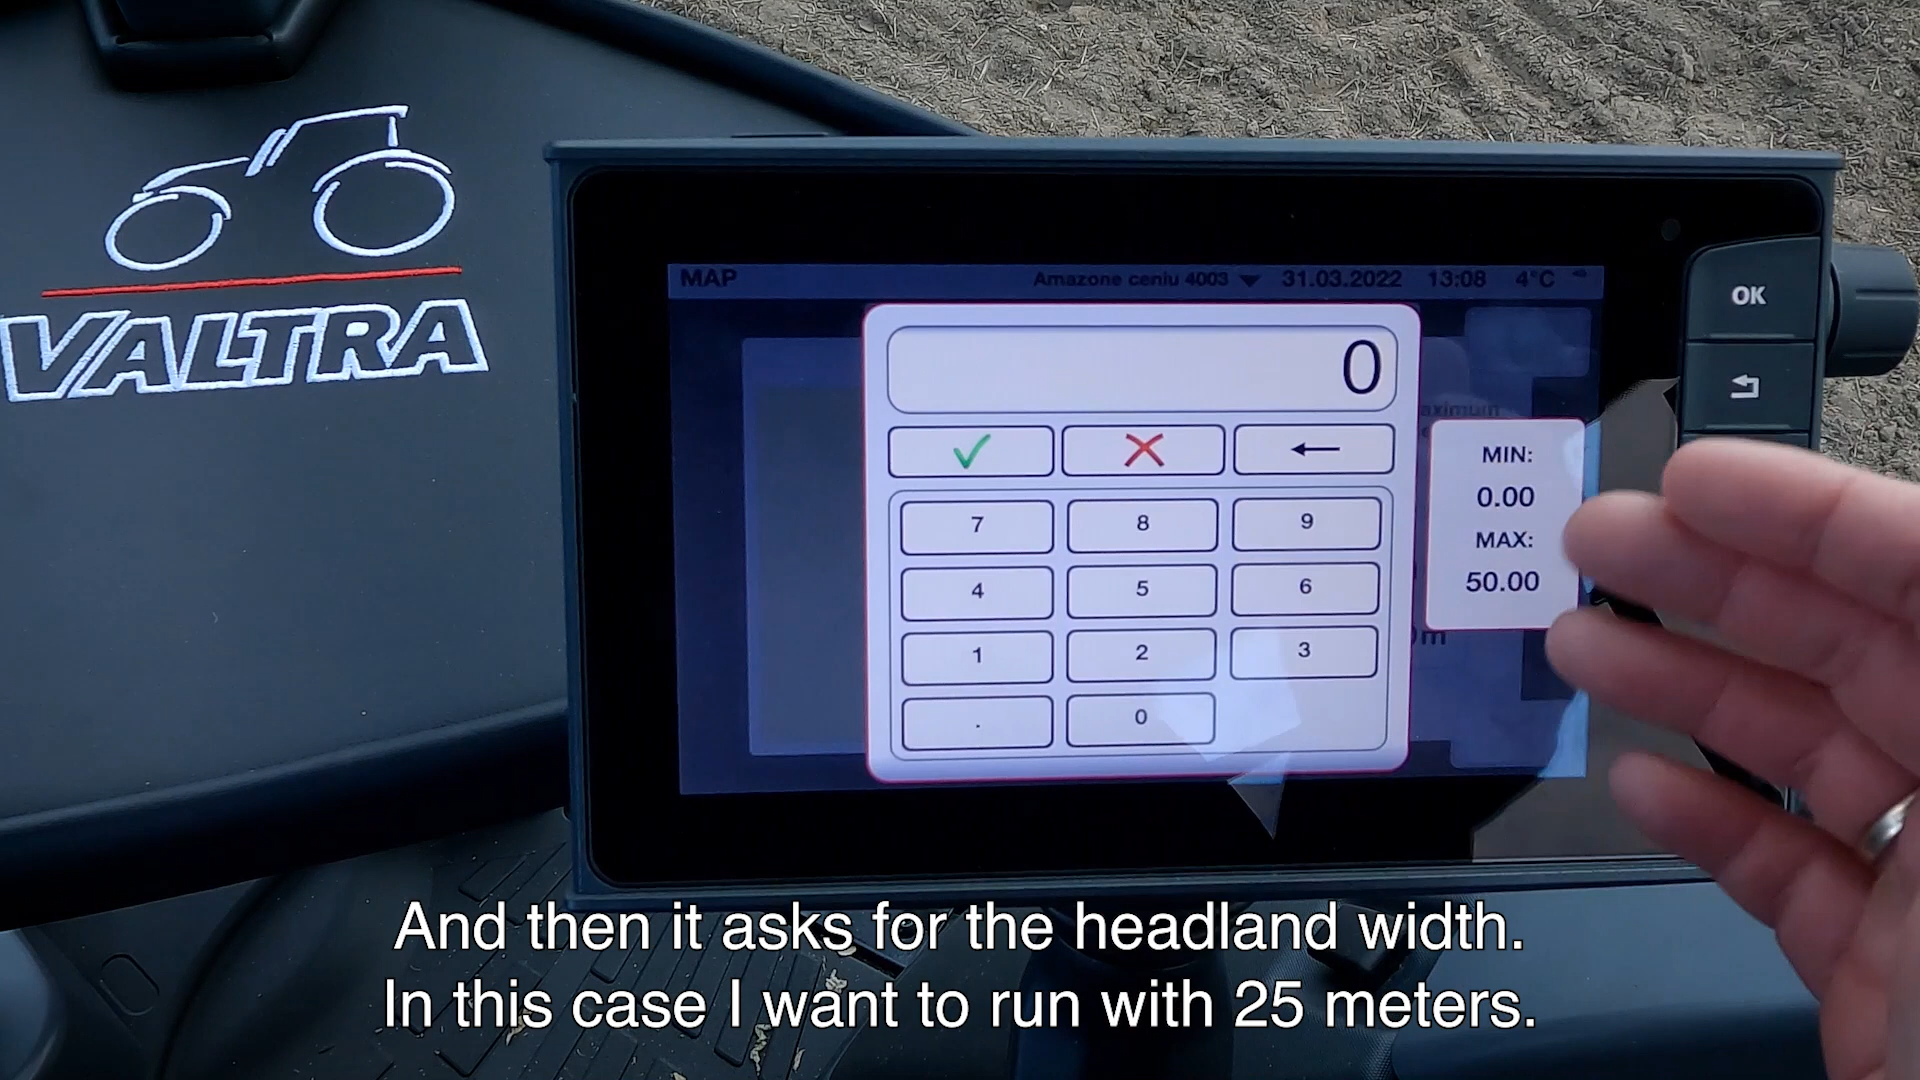 VALTRA
MAP
Amazone ceniu 4003 31.03.2022 13:08 4°C
0
OK
MIN:
0.00
MAX:
50.00
7 8 9
4 5 6
1 2 3
. 0
And then it asks for the headland width.
In this case I want to run with 25 meters.